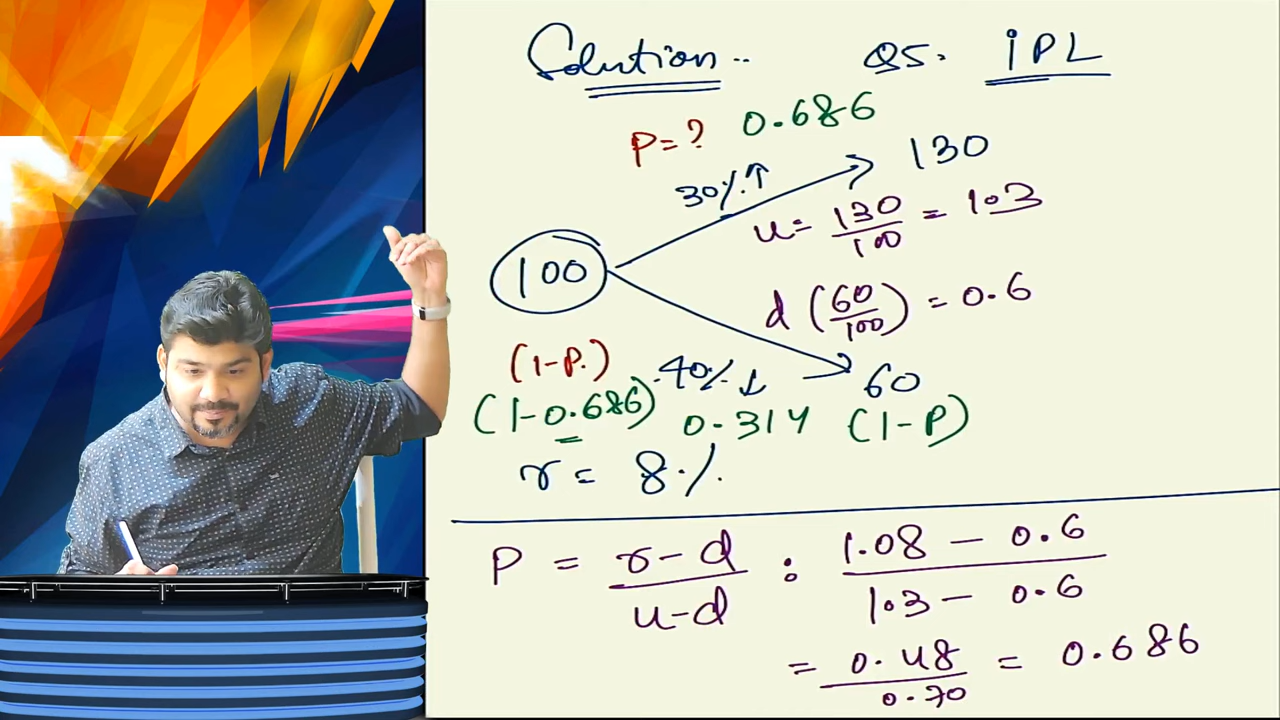 Solution.. Q5. IPL
P=? 0.686
30%↑ 130
u = 130/100 = 1.3
100
d (60/100) = 0.6
(1-P.) 40%↓ 60
(1-0.686) 0.314 (1-P)
r = 8%
P = r-d/u-d : 1.08 - 0.6/1.3 - 0.6
= 0.48/0.70 = 0.686